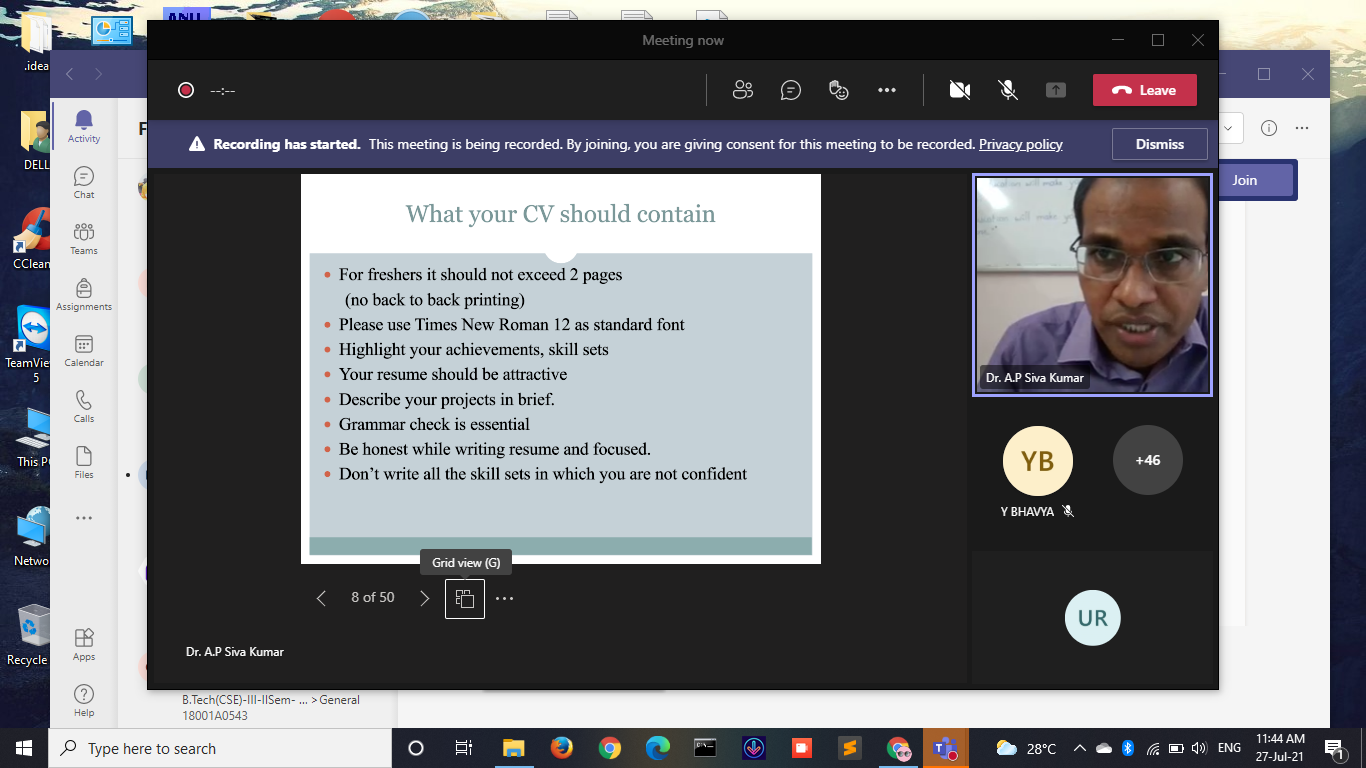 .idea
DELL
CClean
TeamVie
5
This P
Netwo
Recycle
Meeting now
--:--
Leave
Recording has started. This meeting is being recorded. By joining, you are giving consent for this meeting to be recorded. Privacy policy
Dismiss
Join
Activity
Chat
Teams
Assignments
Calendar
Calls
Files
Apps
Help
F
What your CV should contain
• For freshers it should not exceed 2 pages
(no back to back printing)
• Please use Times New Roman 12 as standard font
• Highlight your achievements, skill sets
• Your resume should be attractive
• Describe your projects in brief.
• Grammar check is essential
• Be honest while writing resume and focused.
• Don't write all the skill sets in which you are not confident
Grid view (G)
8 of 50
Dr. A.P Siva Kumar
Dr. A.P Siva Kumar
YB
+46
Y BHAVYA
UR
B.Tech(CSE)-III-IISem- ... > General
18001A0543
Type here to search
28°C
ENG
11:44 AM
27-Jul-21
1